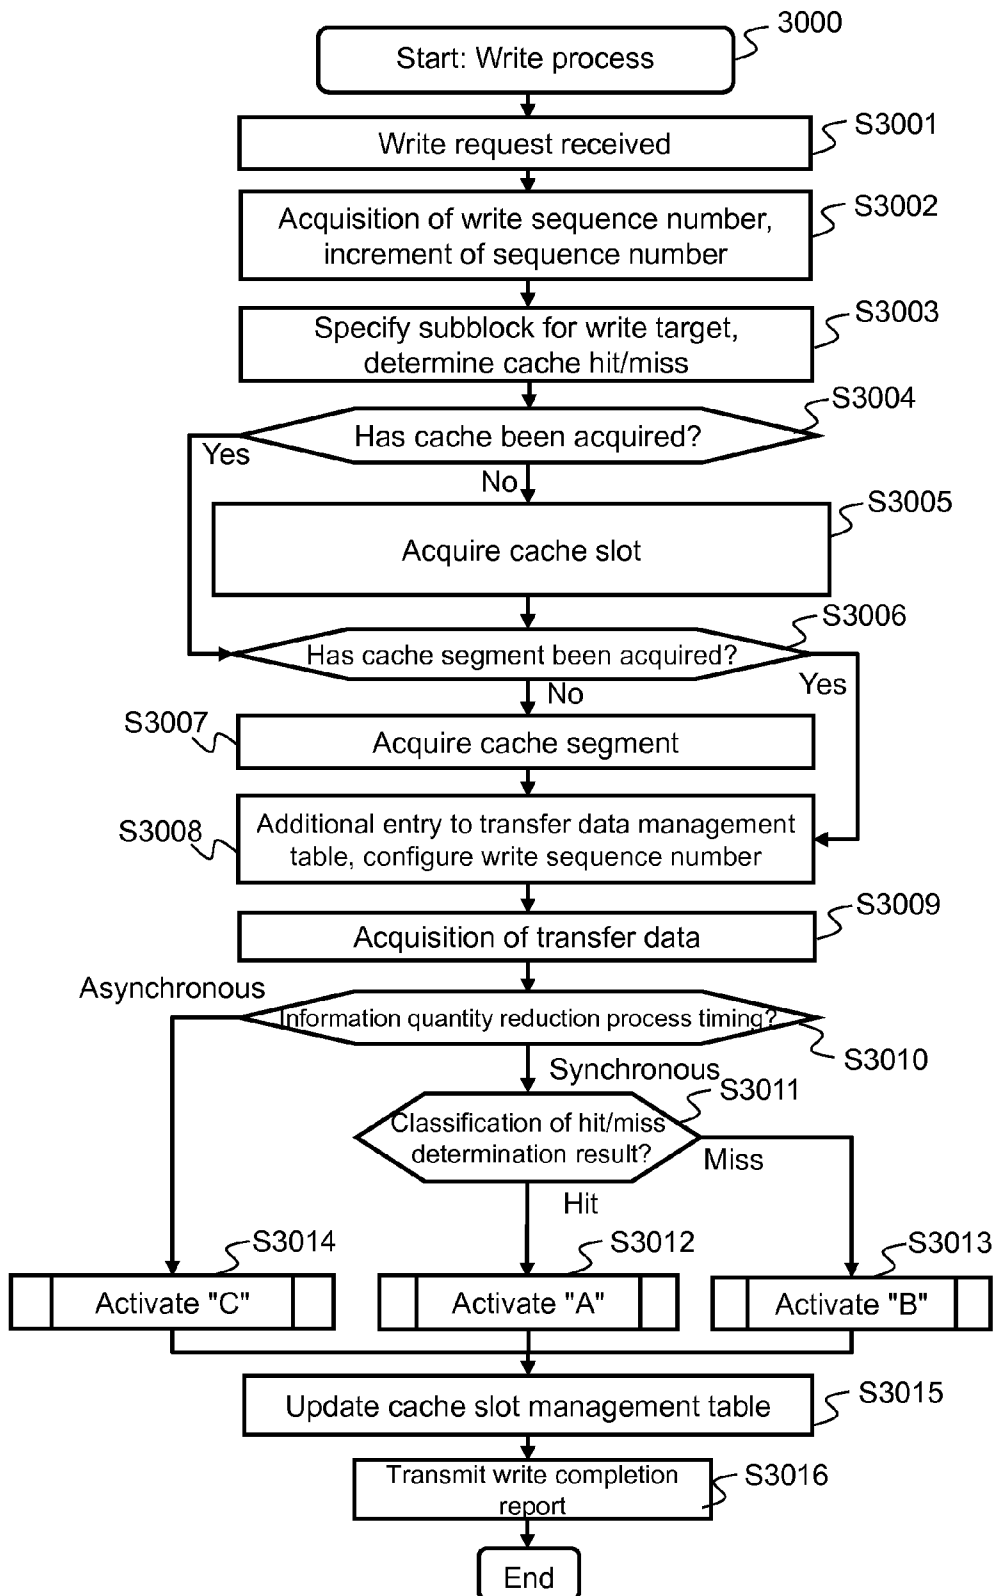 3000
Start: Write process
S3001
Write request received
S3002
Acquisition of write sequence number,
increment of sequence number
S3003
Specify subblock for write target,
determine cache hit/miss
S3004
Has cache been acquired?
Yes
No
S3005
Acquire cache slot
S3006
Has cache segment been acquired?
No
Yes
S3007
Acquire cache segment
S3008
Additional entry to transfer data management
table, configure write sequence number
S3009
Acquisition of transfer data
Asynchronous
Information quantity reduction process timing?
S3010
Synchronous
S3011
Classification of hit/miss
determination result?
Miss
Hit
S3014
S3012
S3013
Activate "C"
Activate "A"
Activate "B"
S3015
Update cache slot management table
S3016
Transmit write completion
report
End